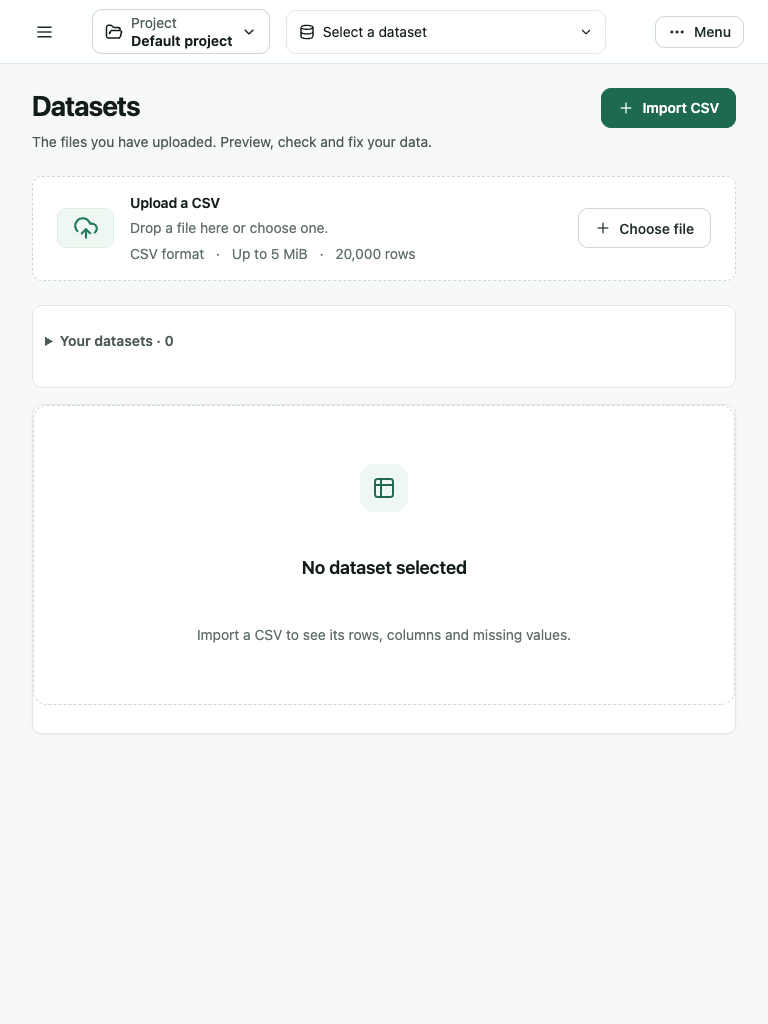 Project
Default project
Select a dataset
Menu
Datasets
Import CSV
The files you have uploaded. Preview, check and fix your data.
Upload a CSV
Drop a file here or choose one.
CSV format · Up to 5 MiB · 20,000 rows
Choose file
Your datasets · 0
No dataset selected
Import a CSV to see its rows, columns and missing values.